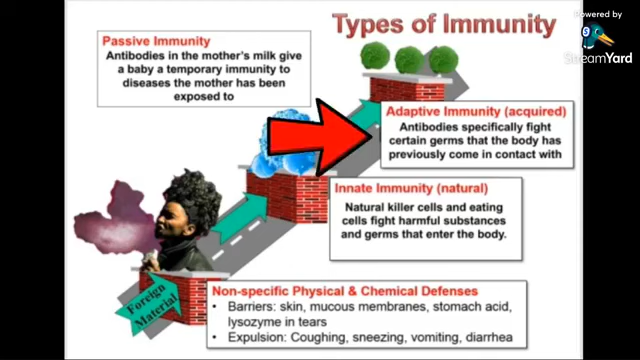 Powered by
StreamYard
Types of Immunity
Passive Immunity
Antibodies in the mother's milk give
a baby a temporary immunity to
diseases the mother has been
exposed to
Adaptive Immunity (acquired)
Antibodies specifically fight
certain germs that the body has
previously come in contact with
Innate Immunity (natural)
Natural killer cells and eating
cells fight harmful substances
and germs that enter the body.
Foreign
Material
Non-specific Physical & Chemical Defenses
• Barriers: skin, mucous membranes, stomach acid,
lysozyme in tears
• Expulsion: Coughing, sneezing, vomiting, diarrhea